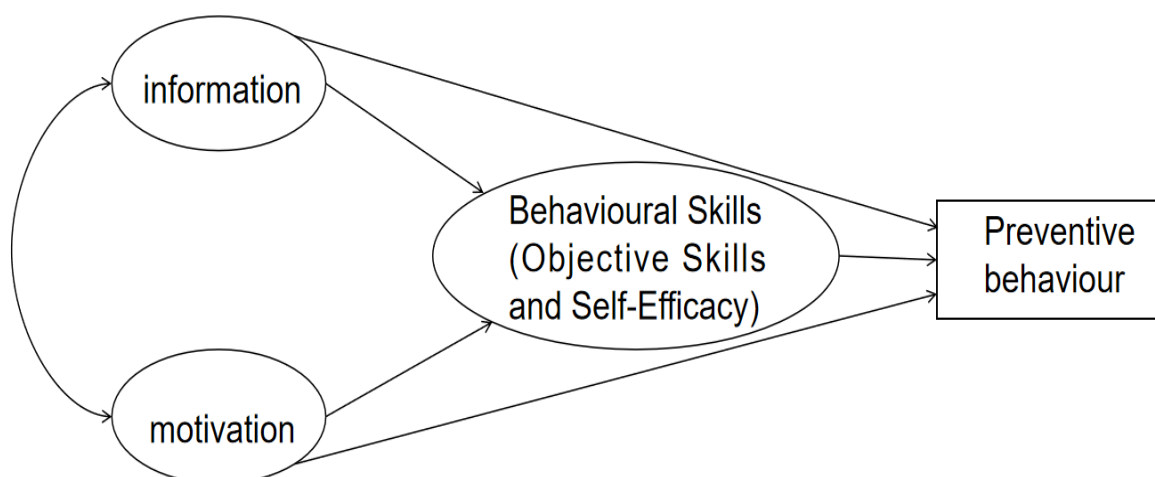 information
Behavioural Skills
(Objective Skills
and Self-Efficacy)
Preventive
behaviour
motivation